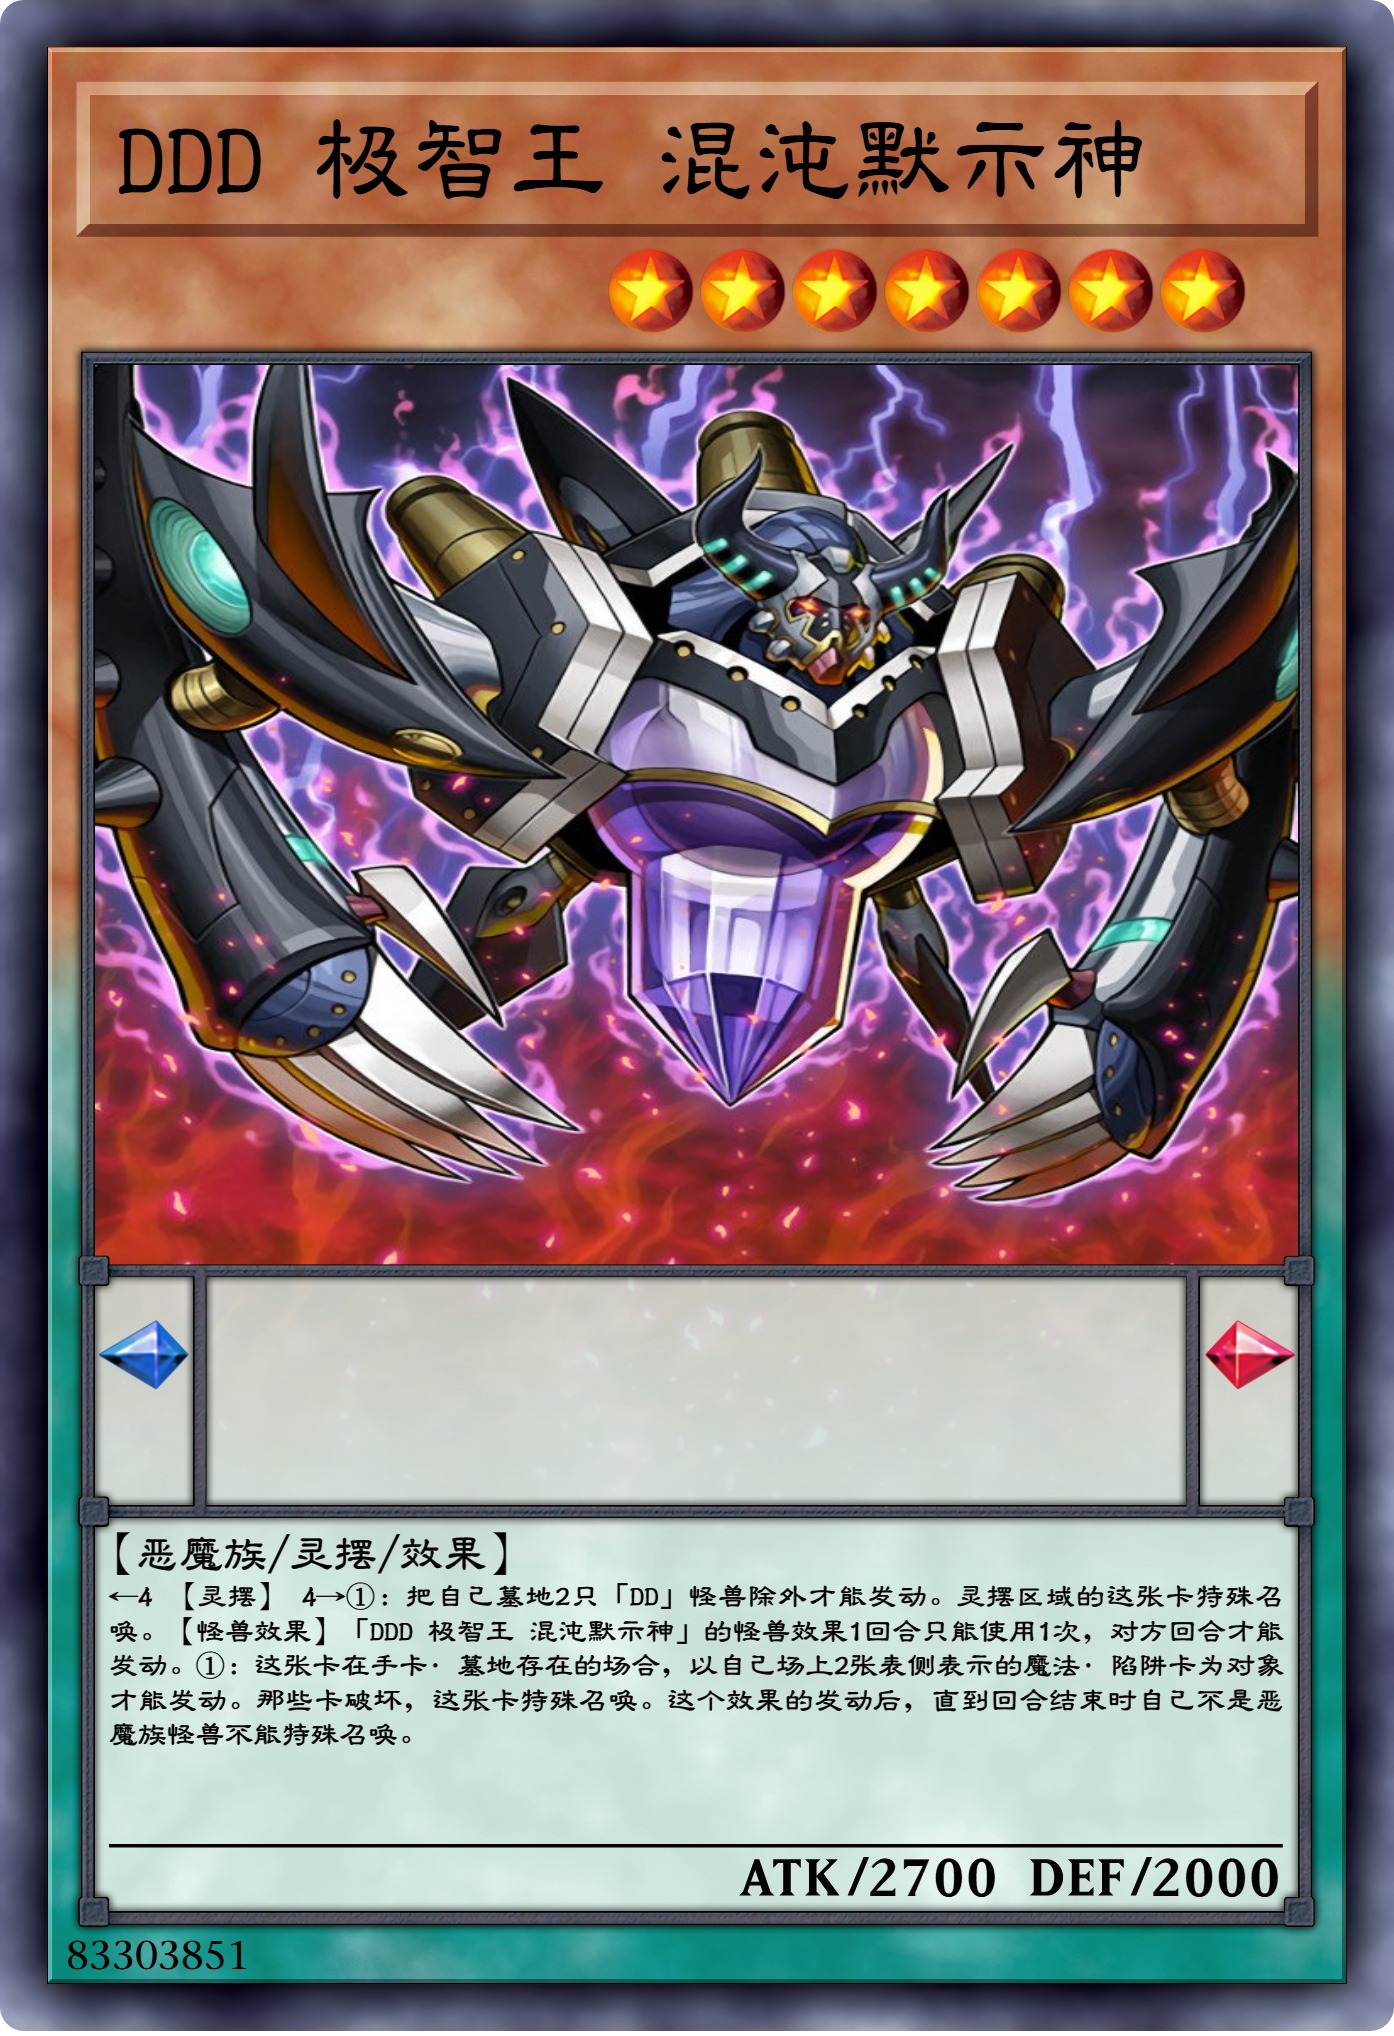 DDD 极智王 混沌默示神
【恶魔族/灵摆/效果】
←4 【灵摆】 4→①：把自己墓地2只「DD」怪兽除外才能发动。灵摆区域的这张卡特殊召
唤。【怪兽效果】「DDD 极智王 混沌默示神」的怪兽效果1回合只能使用1次，对方回合才能
发动。①：这张卡在手卡·墓地存在的场合，以自己场上2张表侧表示的魔法·陷阱卡为对象
才能发动。那些卡破坏，这张卡特殊召唤。这个效果的发动后，直到回合结束时自己不是恶
魔族怪兽不能特殊召唤。
ATK/2700 DEF/2000
83303851